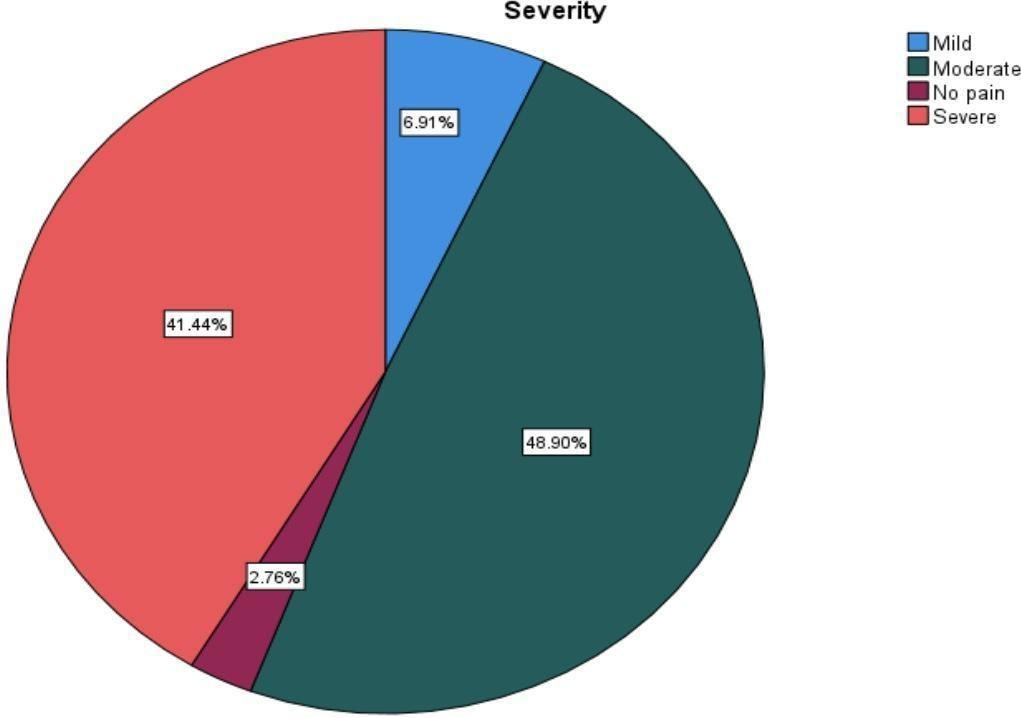 Severity
Mild
Moderate
No pain
Severe
6.91%
41.44%
48.90%
2.76%